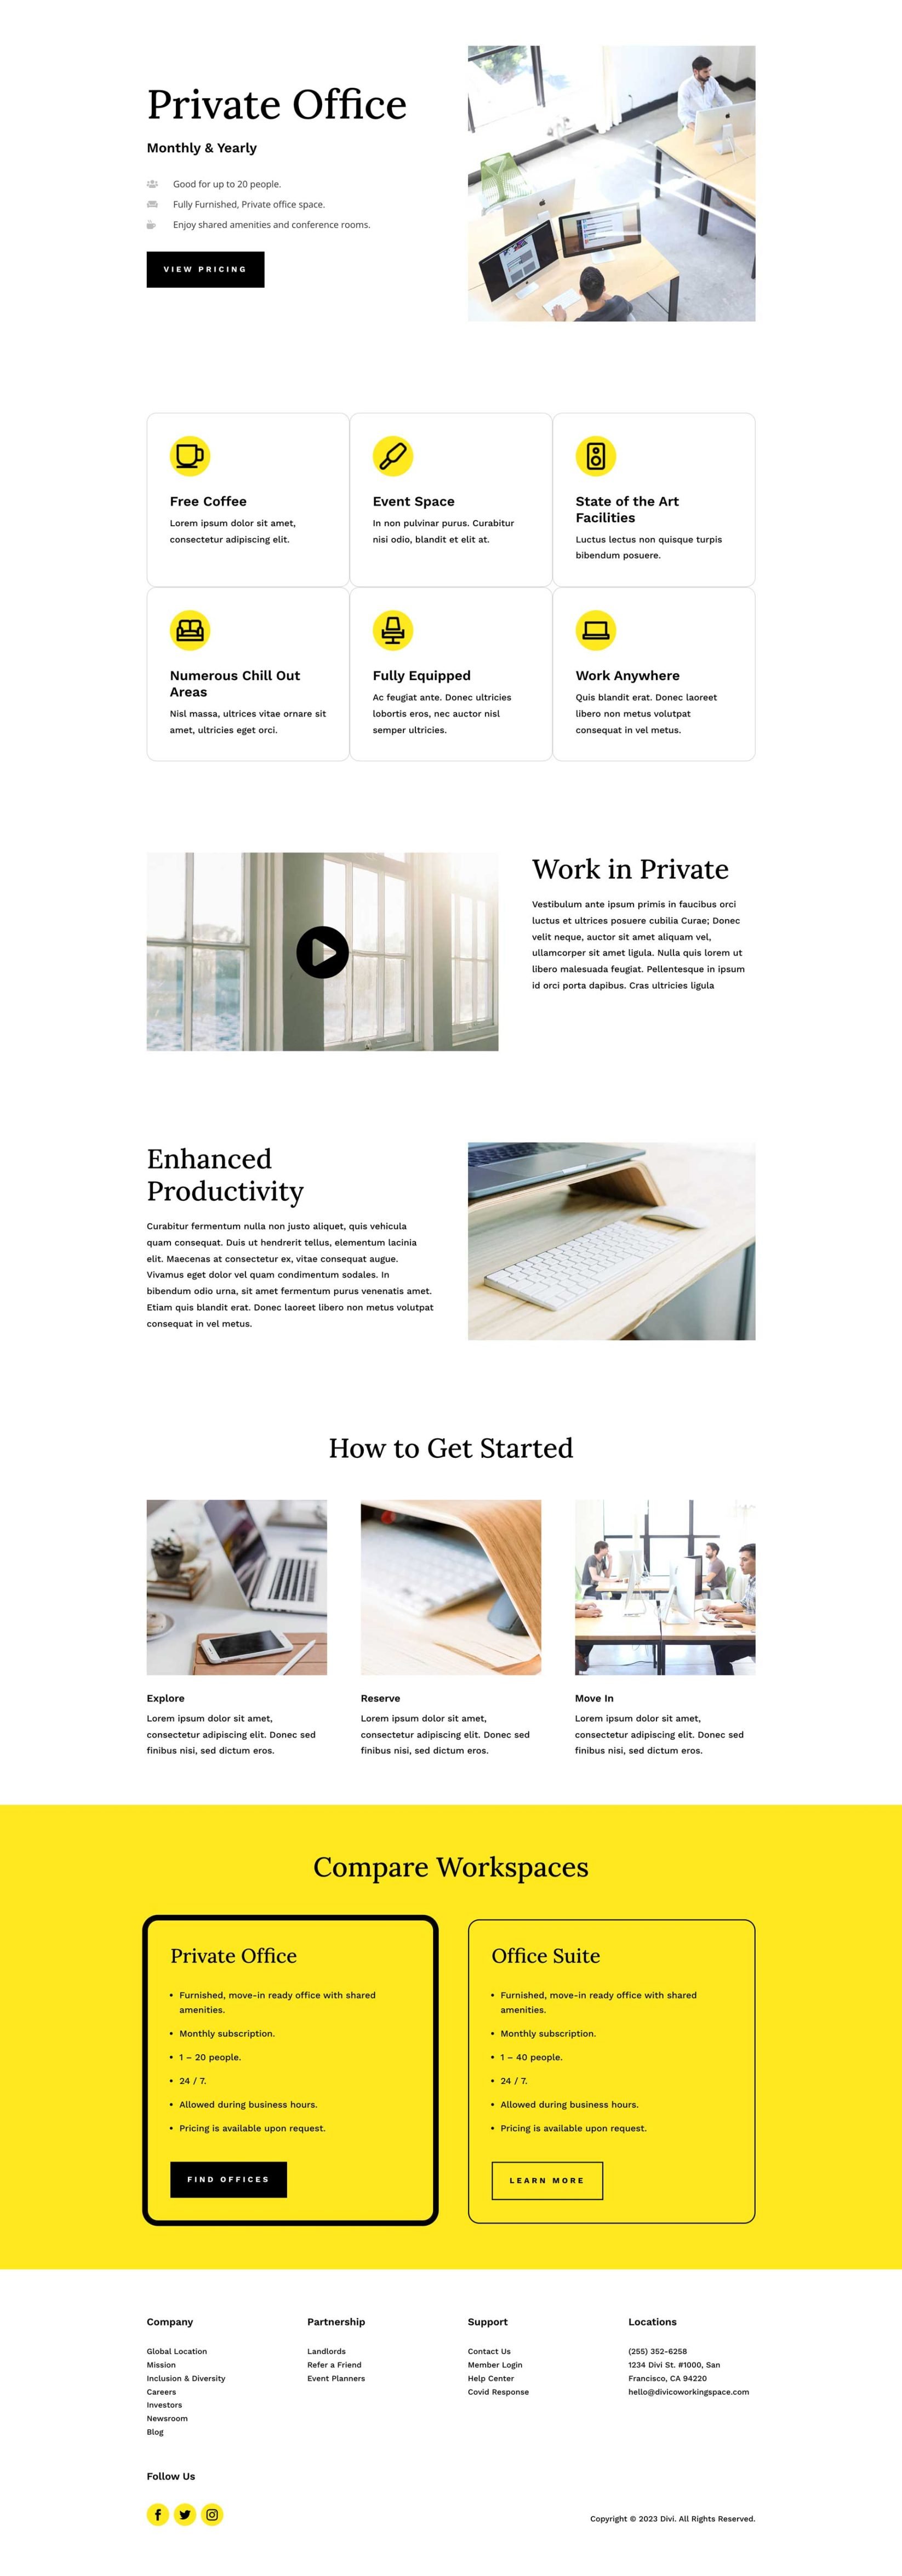 Private Office
Monthly & Yearly
Good for up to 20 people.
Fully Furnished, Private office space.
Enjoy shared amenities and conference rooms.
VIEW PRICING
Free Coffee
Lorem ipsum dolor sit amet,
consectetur adipiscing elit.
Event Space
In non pulvinar purus. Curabitur
nisi odio, blandit et elit at.
State of the Art
Facilities
Luctus lectus non quisque turpis
bibendum posuere.
Numerous Chill Out
Areas
Nisl massa, ultrices vitae ornare sit
amet, ultricies eget orci.
Fully Equipped
Ac feugiat ante. Donec ultricies
lobortis eros, nec auctor nisl
semper ultricies.
Work Anywhere
Quis blandit erat. Donec laoreet
libero non metus volutpat
consequat in vel metus.
Work in Private
Vestibulum ante ipsum primis in faucibus orci
luctus et ultrices posuere cubilia Curae; Donec
velit neque, auctor sit amet aliquam vel,
ullamcorper sit amet ligula. Nulla quis lorem ut
libero malesuada feugiat. Pellentesque in ipsum
id orci porta dapibus. Cras ultricies ligula
Enhanced
Productivity
Curabitur fermentum nulla non justo aliquet, quis vehicula
quam consequat. Duis ut hendrerit tellus, elementum lacinia
elit. Maecenas at consectetur ex, vitae consequat augue.
Vivamus eget dolor vel quam condimentum sodales. In
bibendum odio urna, sit amet fermentum purus venenatis amet.
Etiam quis blandit erat. Donec laoreet libero non metus volutpat
consequat in vel metus.
How to Get Started
Explore
Lorem ipsum dolor sit amet,
consectetur adipiscing elit. Donec sed
finibus nisi, sed dictum eros.
Reserve
Lorem ipsum dolor sit amet,
consectetur adipiscing elit. Donec sed
finibus nisi, sed dictum eros.
Move In
Lorem ipsum dolor sit amet,
consectetur adipiscing elit. Donec sed
finibus nisi, sed dictum eros.
Compare Workspaces
Private Office
• Furnished, move-in ready office with shared
amenities.
• Monthly subscription.
• 1 – 20 people.
• 24 / 7.
• Allowed during business hours.
• Pricing is available upon request.
FIND OFFICES
Office Suite
• Furnished, move-in ready office with shared
amenities.
• Monthly subscription.
• 1 – 40 people.
• 24 / 7.
• Allowed during business hours.
• Pricing is available upon request.
LEARN MORE
Company
Global Location
Mission
Inclusion & Diversity
Careers
Investors
Newsroom
Blog
Partnership
Landlords
Refer a Friend
Event Planners
Support
Contact Us
Member Login
Help Center
Covid Response
Locations
(255) 352-6258
1234 Divi St. #1000, San
Francisco, CA 94220
hello@divicoworkingspace.com
Follow Us
Copyright © 2023 Divi. All Rights Reserved.